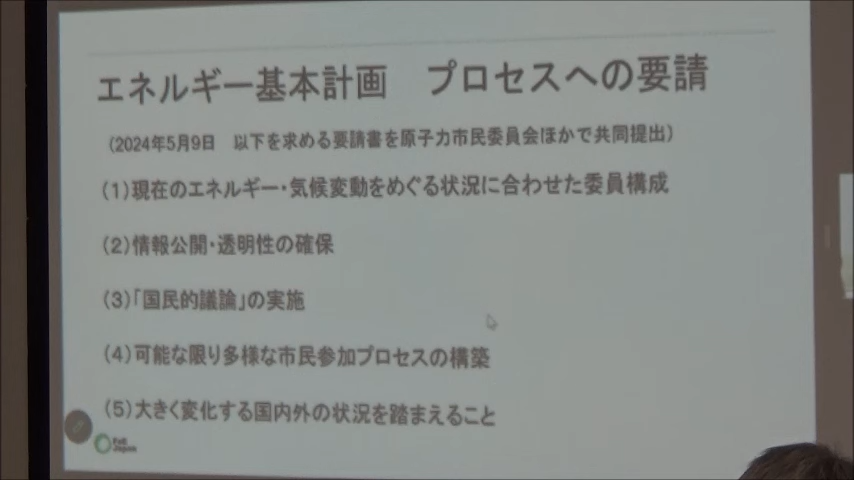 エネルギー基本計画　プロセスへの要請
（2024年5月9日　以下を求める要請書を原子力市民委員会ほかで共同提出）
（1）現在のエネルギー・気候変動をめぐる状況に合わせた委員構成
（2）情報公開・透明性の確保
（3）「国民的議論」の実施
（4）可能な限り多様な市民参加プロセスの構築
（5）大きく変化する国内外の状況を踏まえること
FoE
Japan